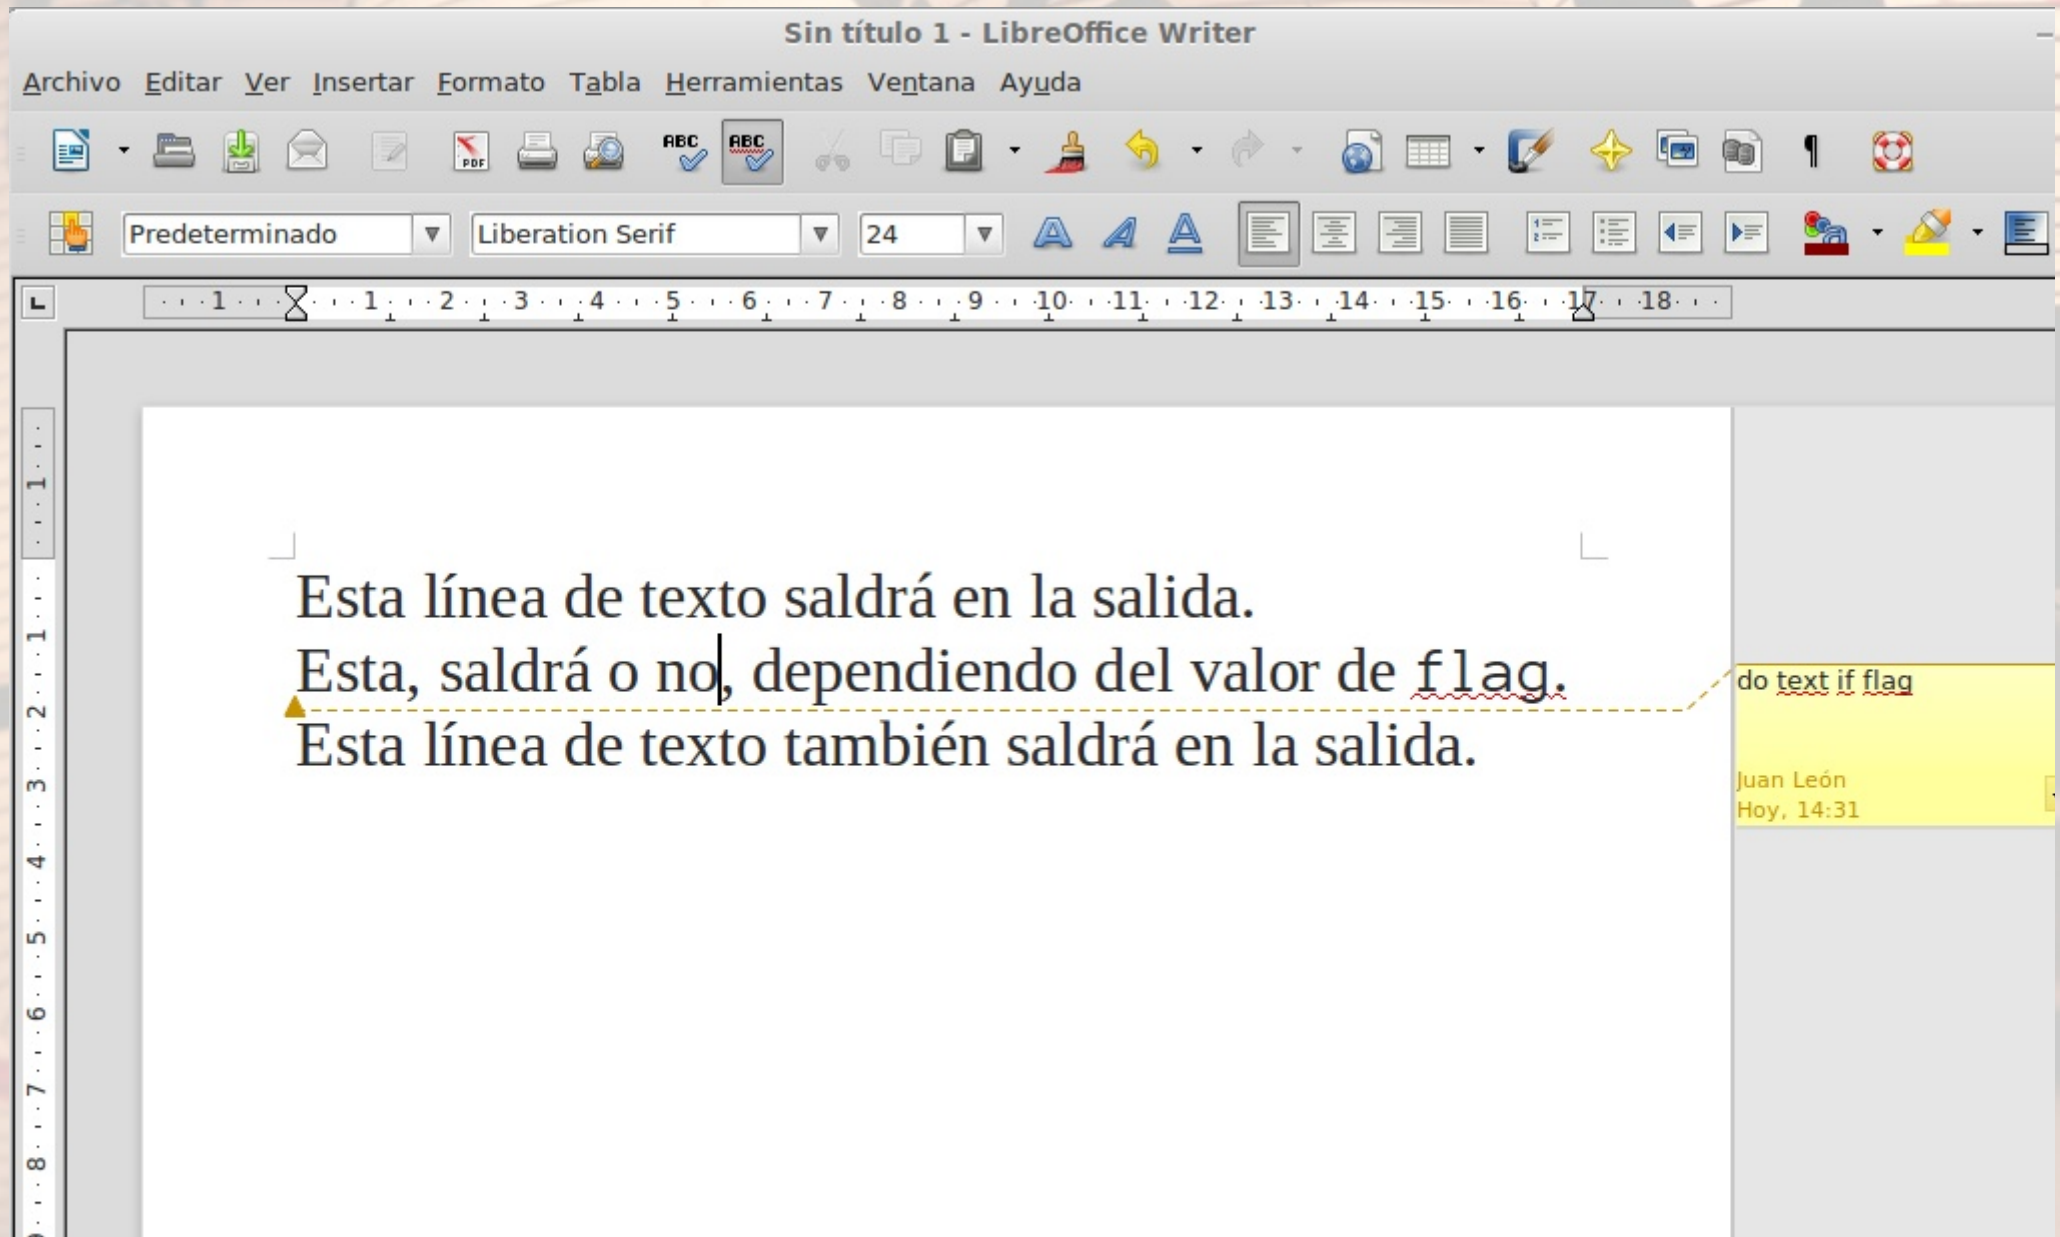 Sin título 1 - LibreOffice Writer
Archivo Editar Ver Insertar Formato Tabla Herramientas Ventana Ayuda
PDF ABC ABC
Predeterminado Liberation Serif 24
1 1 2 3 4 5 6 7 8 9 10 11 12 13 14 15 16 17 18
1
1
2
3
4
5
6
7
8
Esta línea de texto saldrá en la salida.
Esta, saldrá o no, dependiendo del valor de flag.
Esta línea de texto también saldrá en la salida.
do text if flag
Juan León
Hoy, 14:31